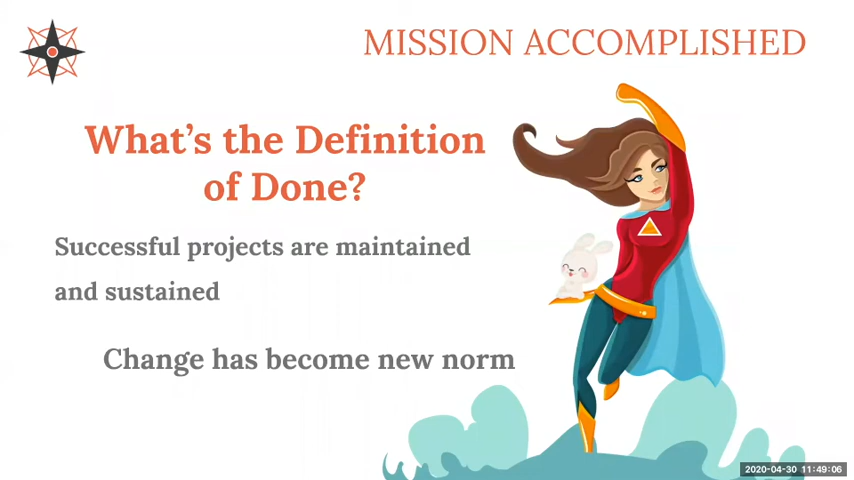 MISSION ACCOMPLISHED
What's the Definition
of Done?
Successful projects are maintained
and sustained
Change has become new norm
2020-04-30 11:49:06